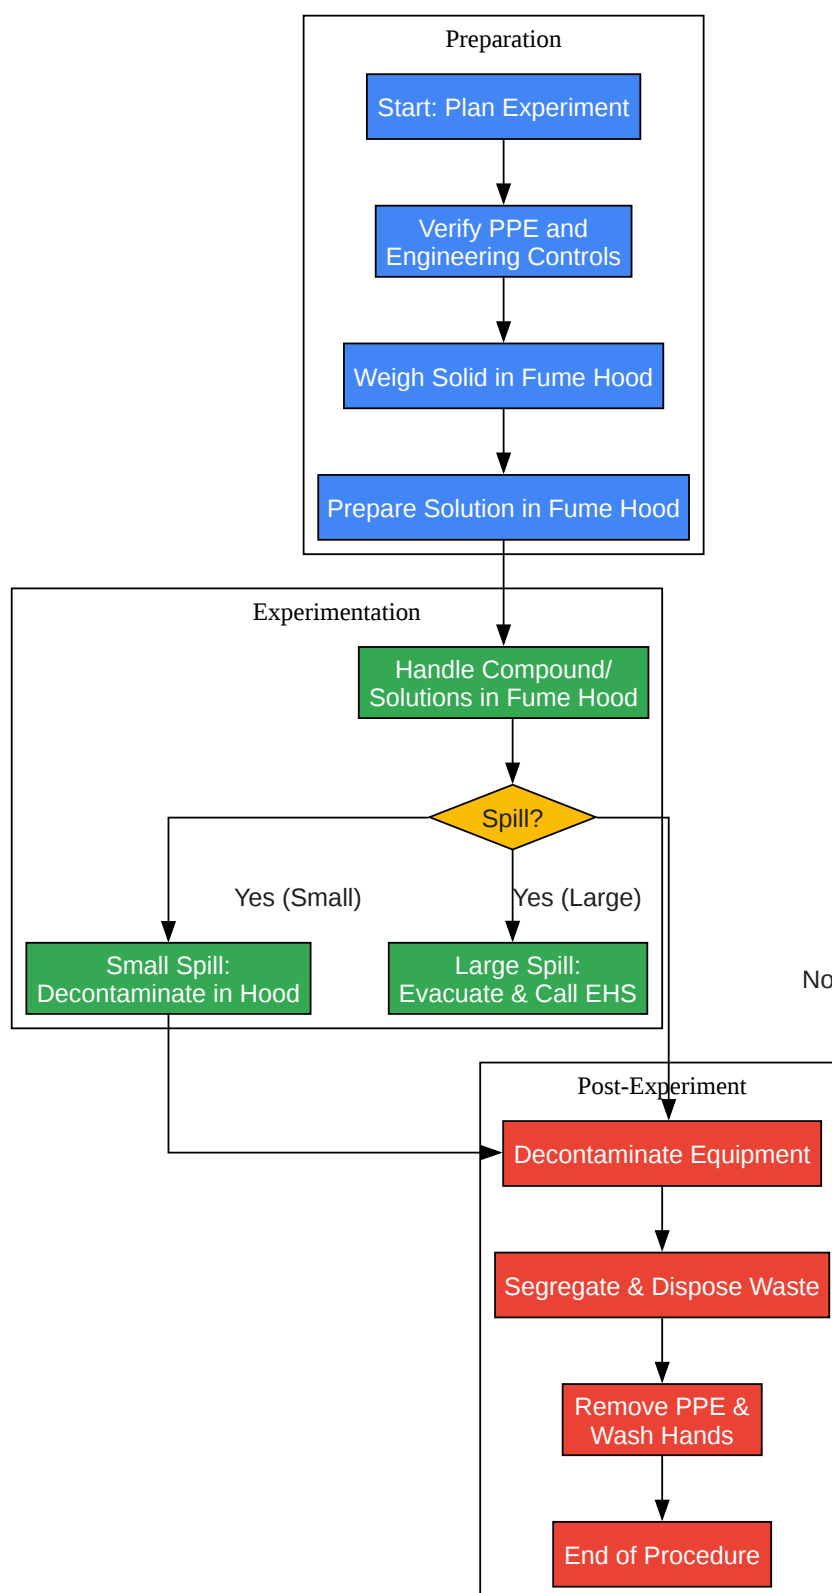 Preparation
Start: Plan Experiment
Verify PPE and
Engineering Controls
Weigh Solid in Fume Hood
Prepare Solution in Fume Hood
Experimentation
Handle Compound/
Solutions in Fume Hood
Spill?
Yes (Small)
Yes (Large)
Small Spill:
Decontaminate in Hood
Large Spill:
Evacuate & Call EHS
No
Post-Experiment
Decontaminate Equipment
Segregate & Dispose Waste
Remove PPE &
Wash Hands
End of Procedure